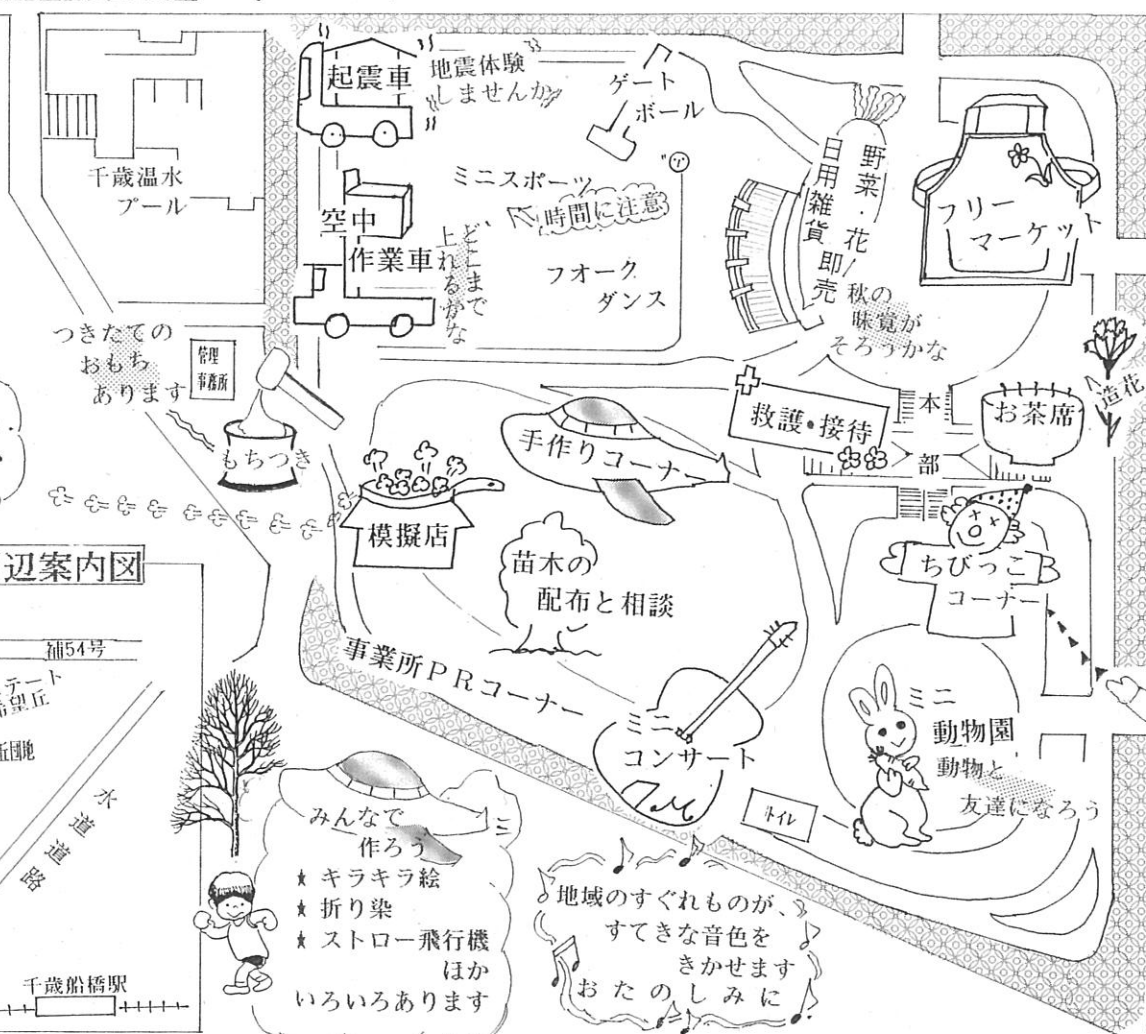 起震車
地震体験
しませんか
ゲート
ボール
千歳温水
プール
ミニスポーツ
時間に注意
空中
作業車
どこまで
上れるかな
フオーク
ダンス
野菜・花
日用雑貨 即売
秋の
味覚が
そろうかな
フリー
マーケット
つきたての
おもち
あります
管理
事務所
もちつき
手作りコーナー
救護・接待
本
部
お茶席
造花
模擬店
苗木の
配布と相談
ちびっこ
コーナー
事業所PRコーナー
ミニ
コンサート
ミニ
動物園
動物と
友達になろう
トイレ
辺案内図
補54号
テート
希望丘
丘団地
水道道路
千歳船橋駅
みんなで
作ろう
★ キラキラ絵
★ 折り染
★ ストロー飛行機
ほか
いろいろあります
地域のすぐれものが、
すてきな音色を
きかせます
おたのしみに